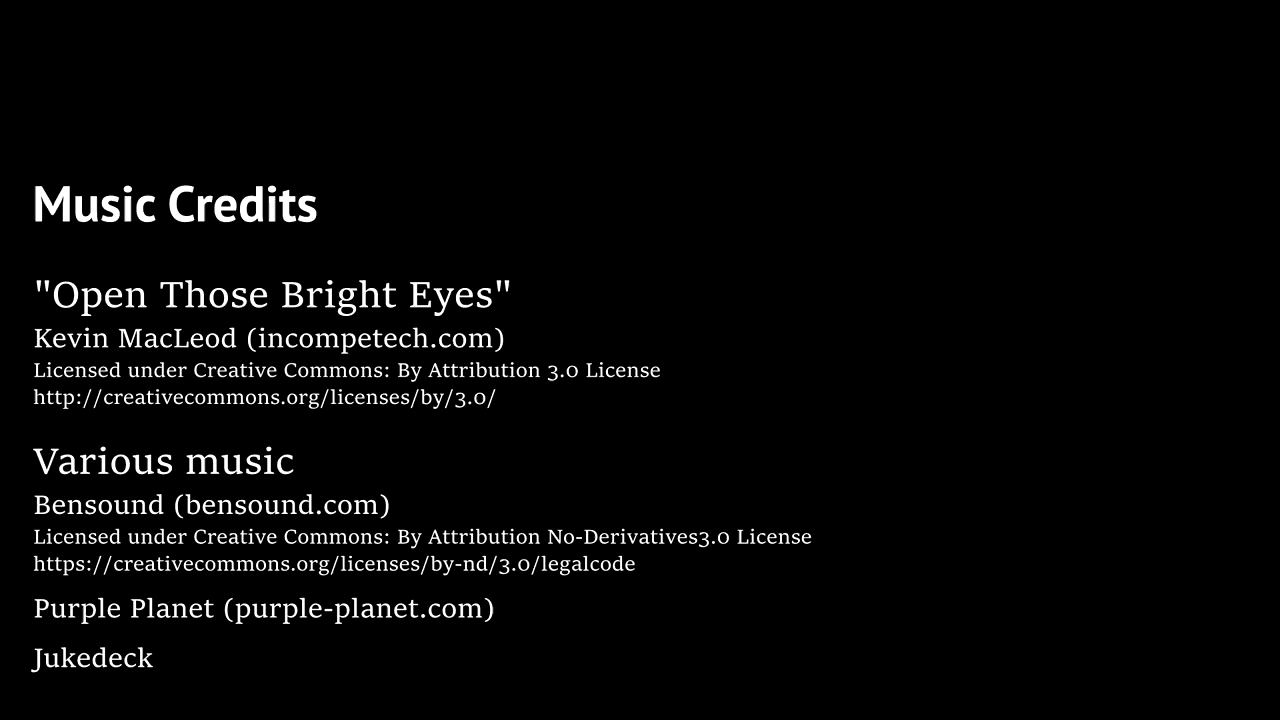 Music Credits
"Open Those Bright Eyes"
Kevin MacLeod (incompetech.com)
Licensed under Creative Commons: By Attribution 3.0 License
http://creativecommons.org/licenses/by/3.0/
Various music
Bensound (bensound.com)
Licensed under Creative Commons: By Attribution No-Derivatives3.0 License
https://creativecommons.org/licenses/by-nd/3.0/legalcode
Purple Planet (purple-planet.com)
Jukedeck